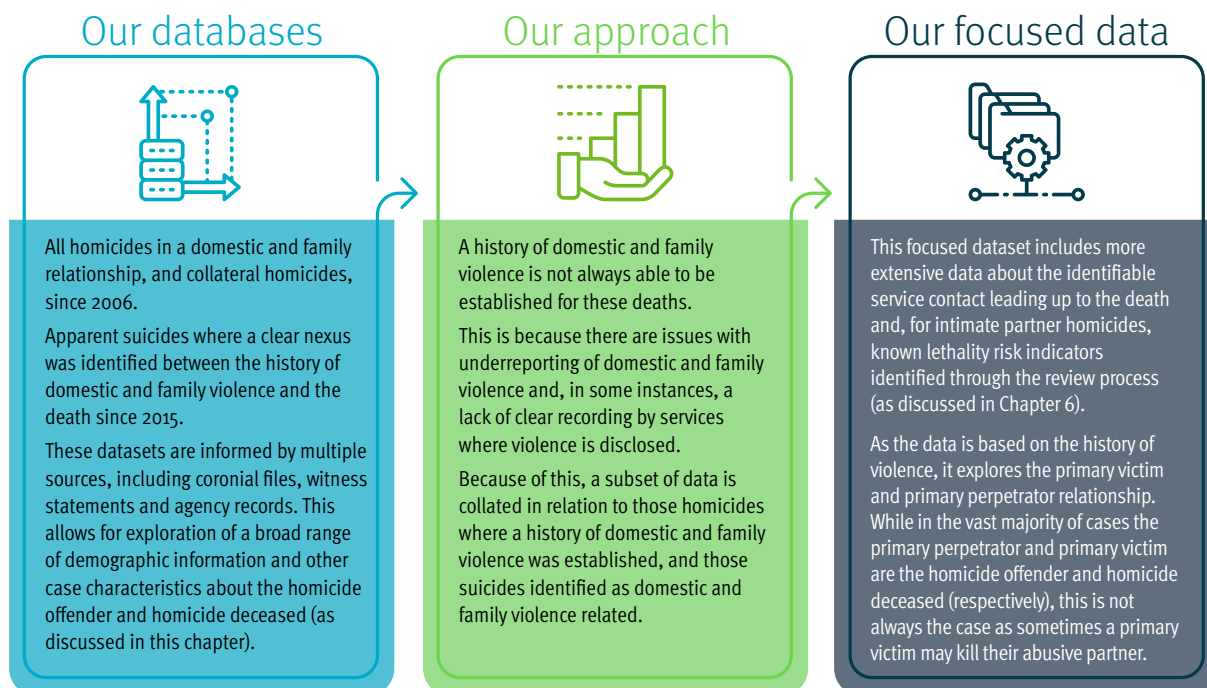 Our databases
All homicides in a domestic and family
relationship, and collateral homicides,
since 2006.
Apparent suicides where a clear nexus
was identified between the history of
domestic and family violence and the
death since 2015.
These datasets are informed by multiple
sources, including coronial files, witness
statements and agency records. This
allows for exploration of a broad range
of demographic information and other
case characteristics about the homicide
offender and homicide deceased (as
discussed in this chapter).
Our approach
A history of domestic and family
violence is not always able to be
established for these deaths.
This is because there are issues with
underreporting of domestic and family
violence and, in some instances, a
lack of clear recording by services
where violence is disclosed.
Because of this, a subset of data is
collated in relation to those homicides
where a history of domestic and family
violence was established, and those
suicides identified as domestic and
family violence related.
Our focused data
This focused dataset includes more
extensive data about the identifiable
service contact leading up to the death
and, for intimate partner homicides,
known lethality risk indicators
identified through the review process
(as discussed in Chapter 6).
As the data is based on the history of
violence, it explores the primary victim
and primary perpetrator relationship.
While in the vast majority of cases the
primary perpetrator and primary victim
are the homicide offender and homicide
deceased (respectively), this is not
always the case as sometimes a primary
victim may kill their abusive partner.